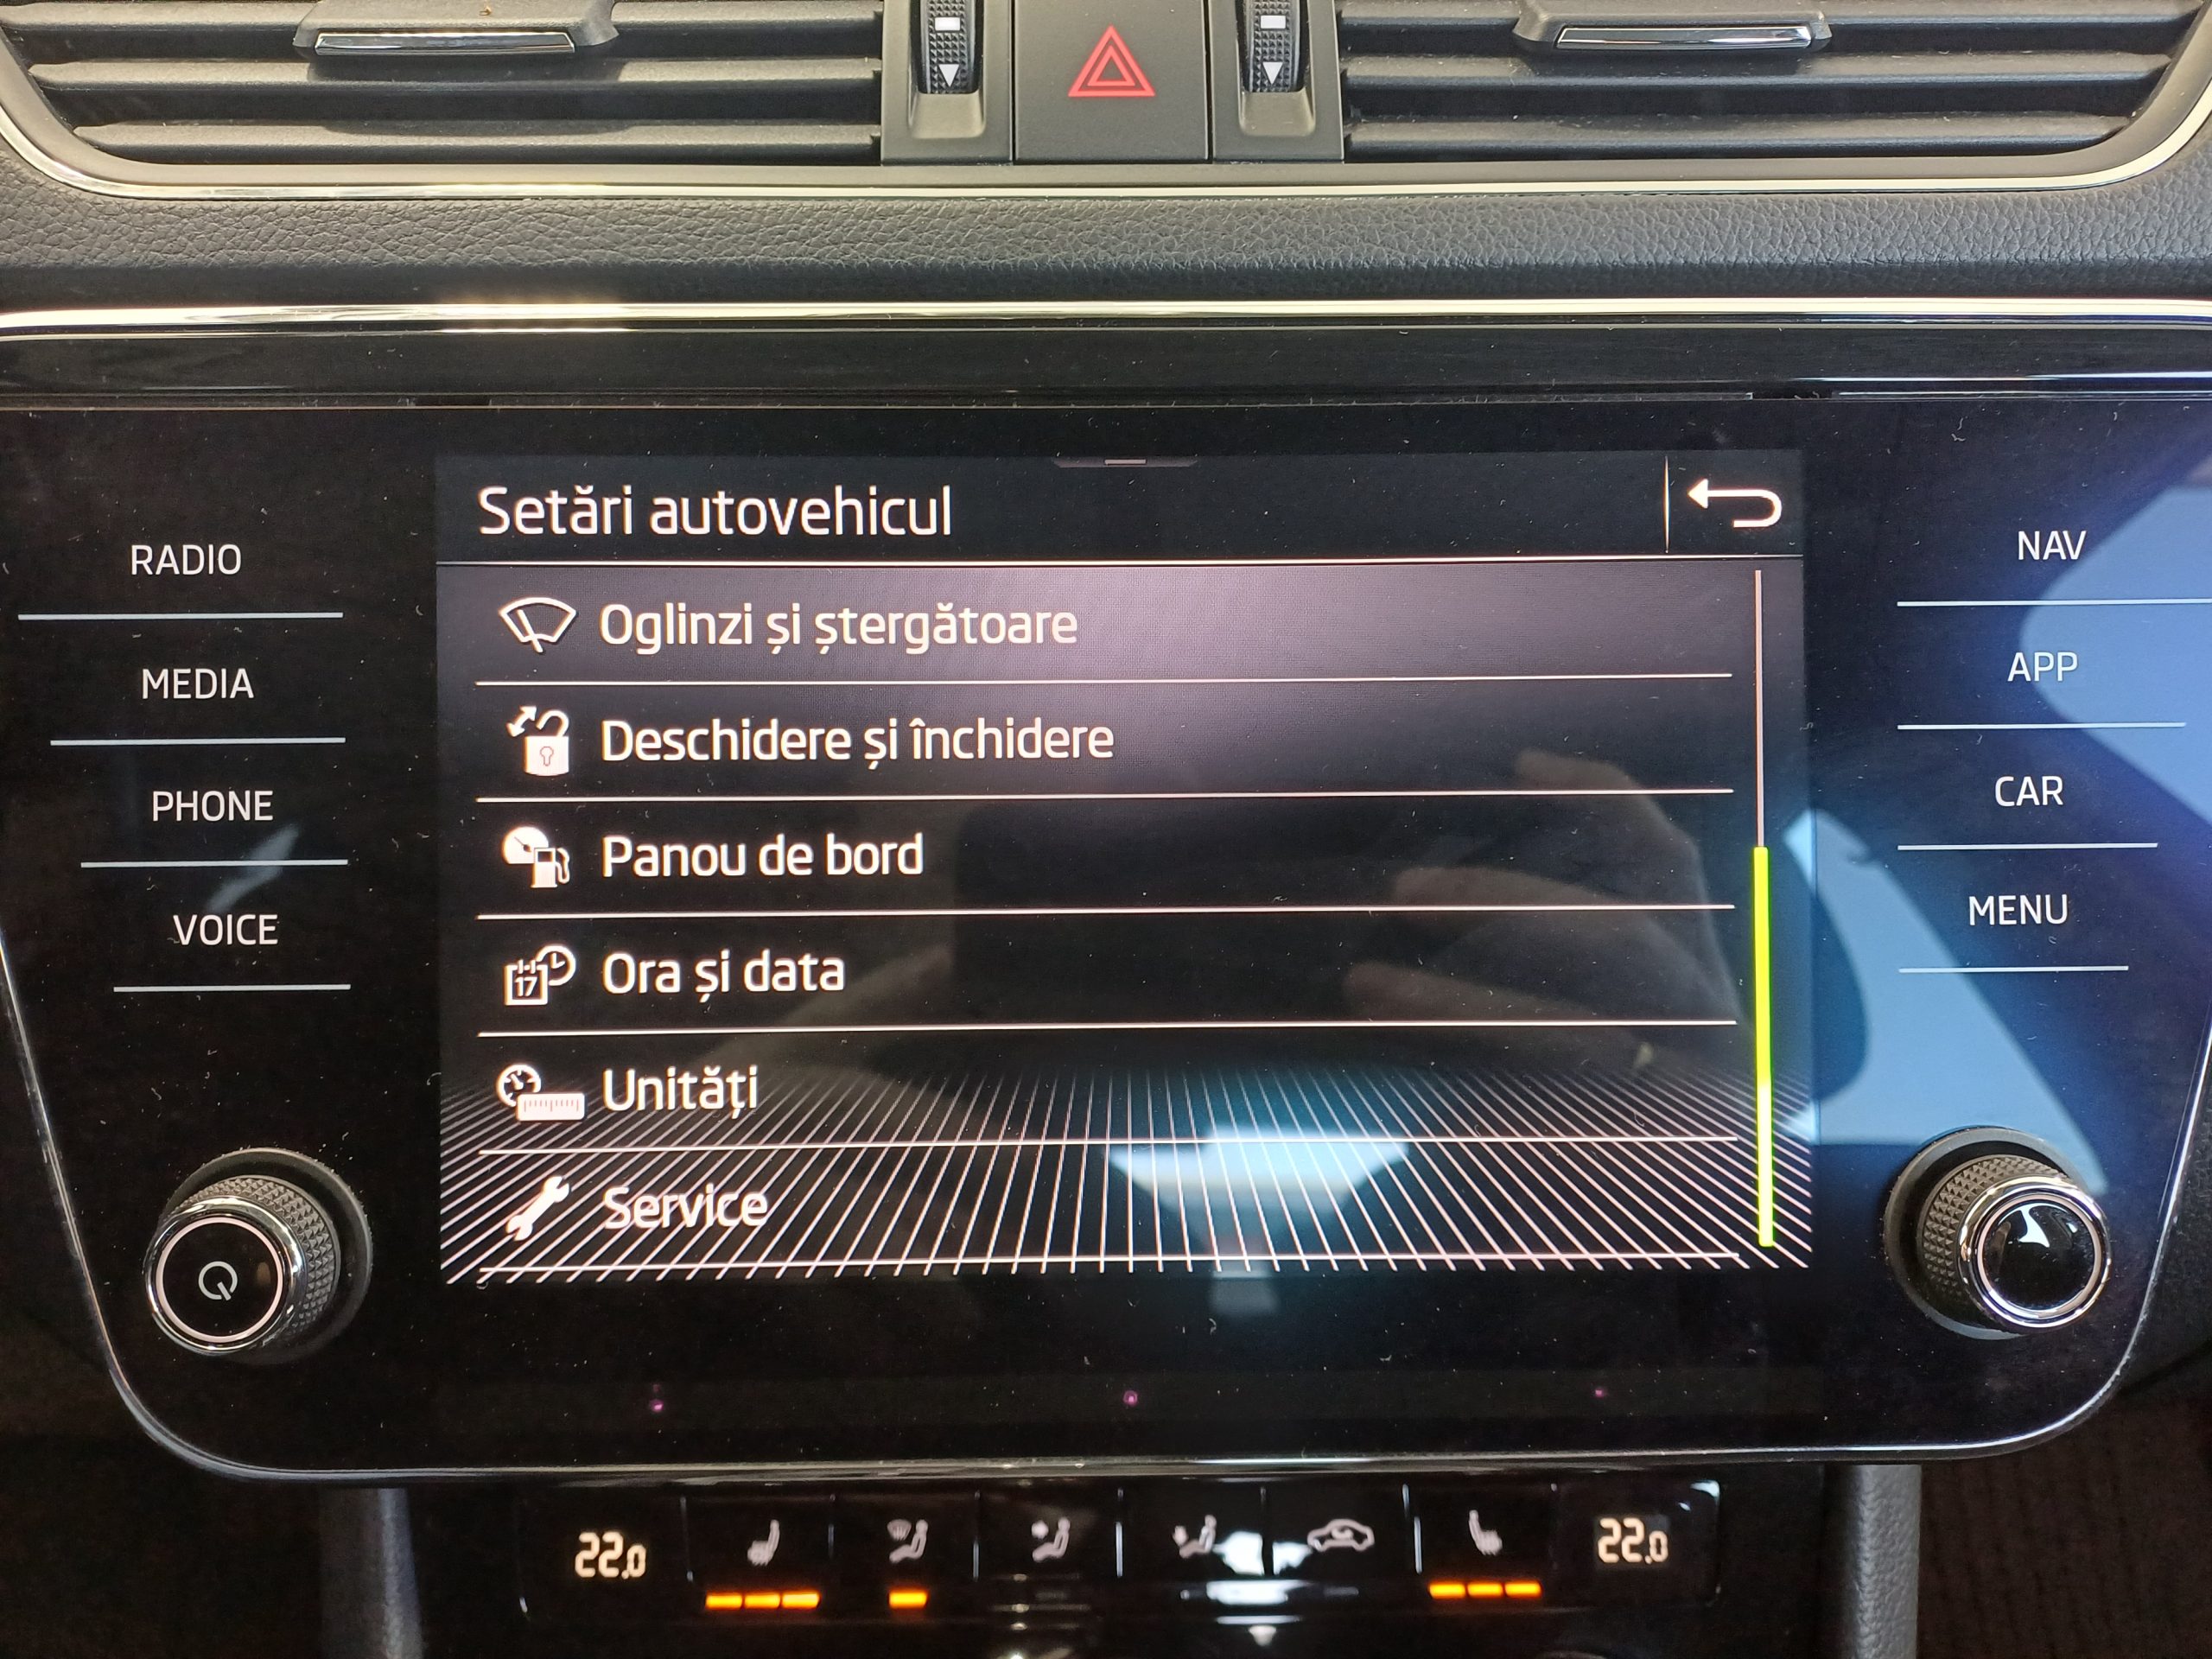 Setări autovehicul
Oglinzi și ștergătoare
Deschidere și închidere
Panou de bord
17
Ora și data
Unități
Service
RADIO
MEDIA
PHONE
VOICE
NAV
APP
CAR
MENU
22.0
22.0